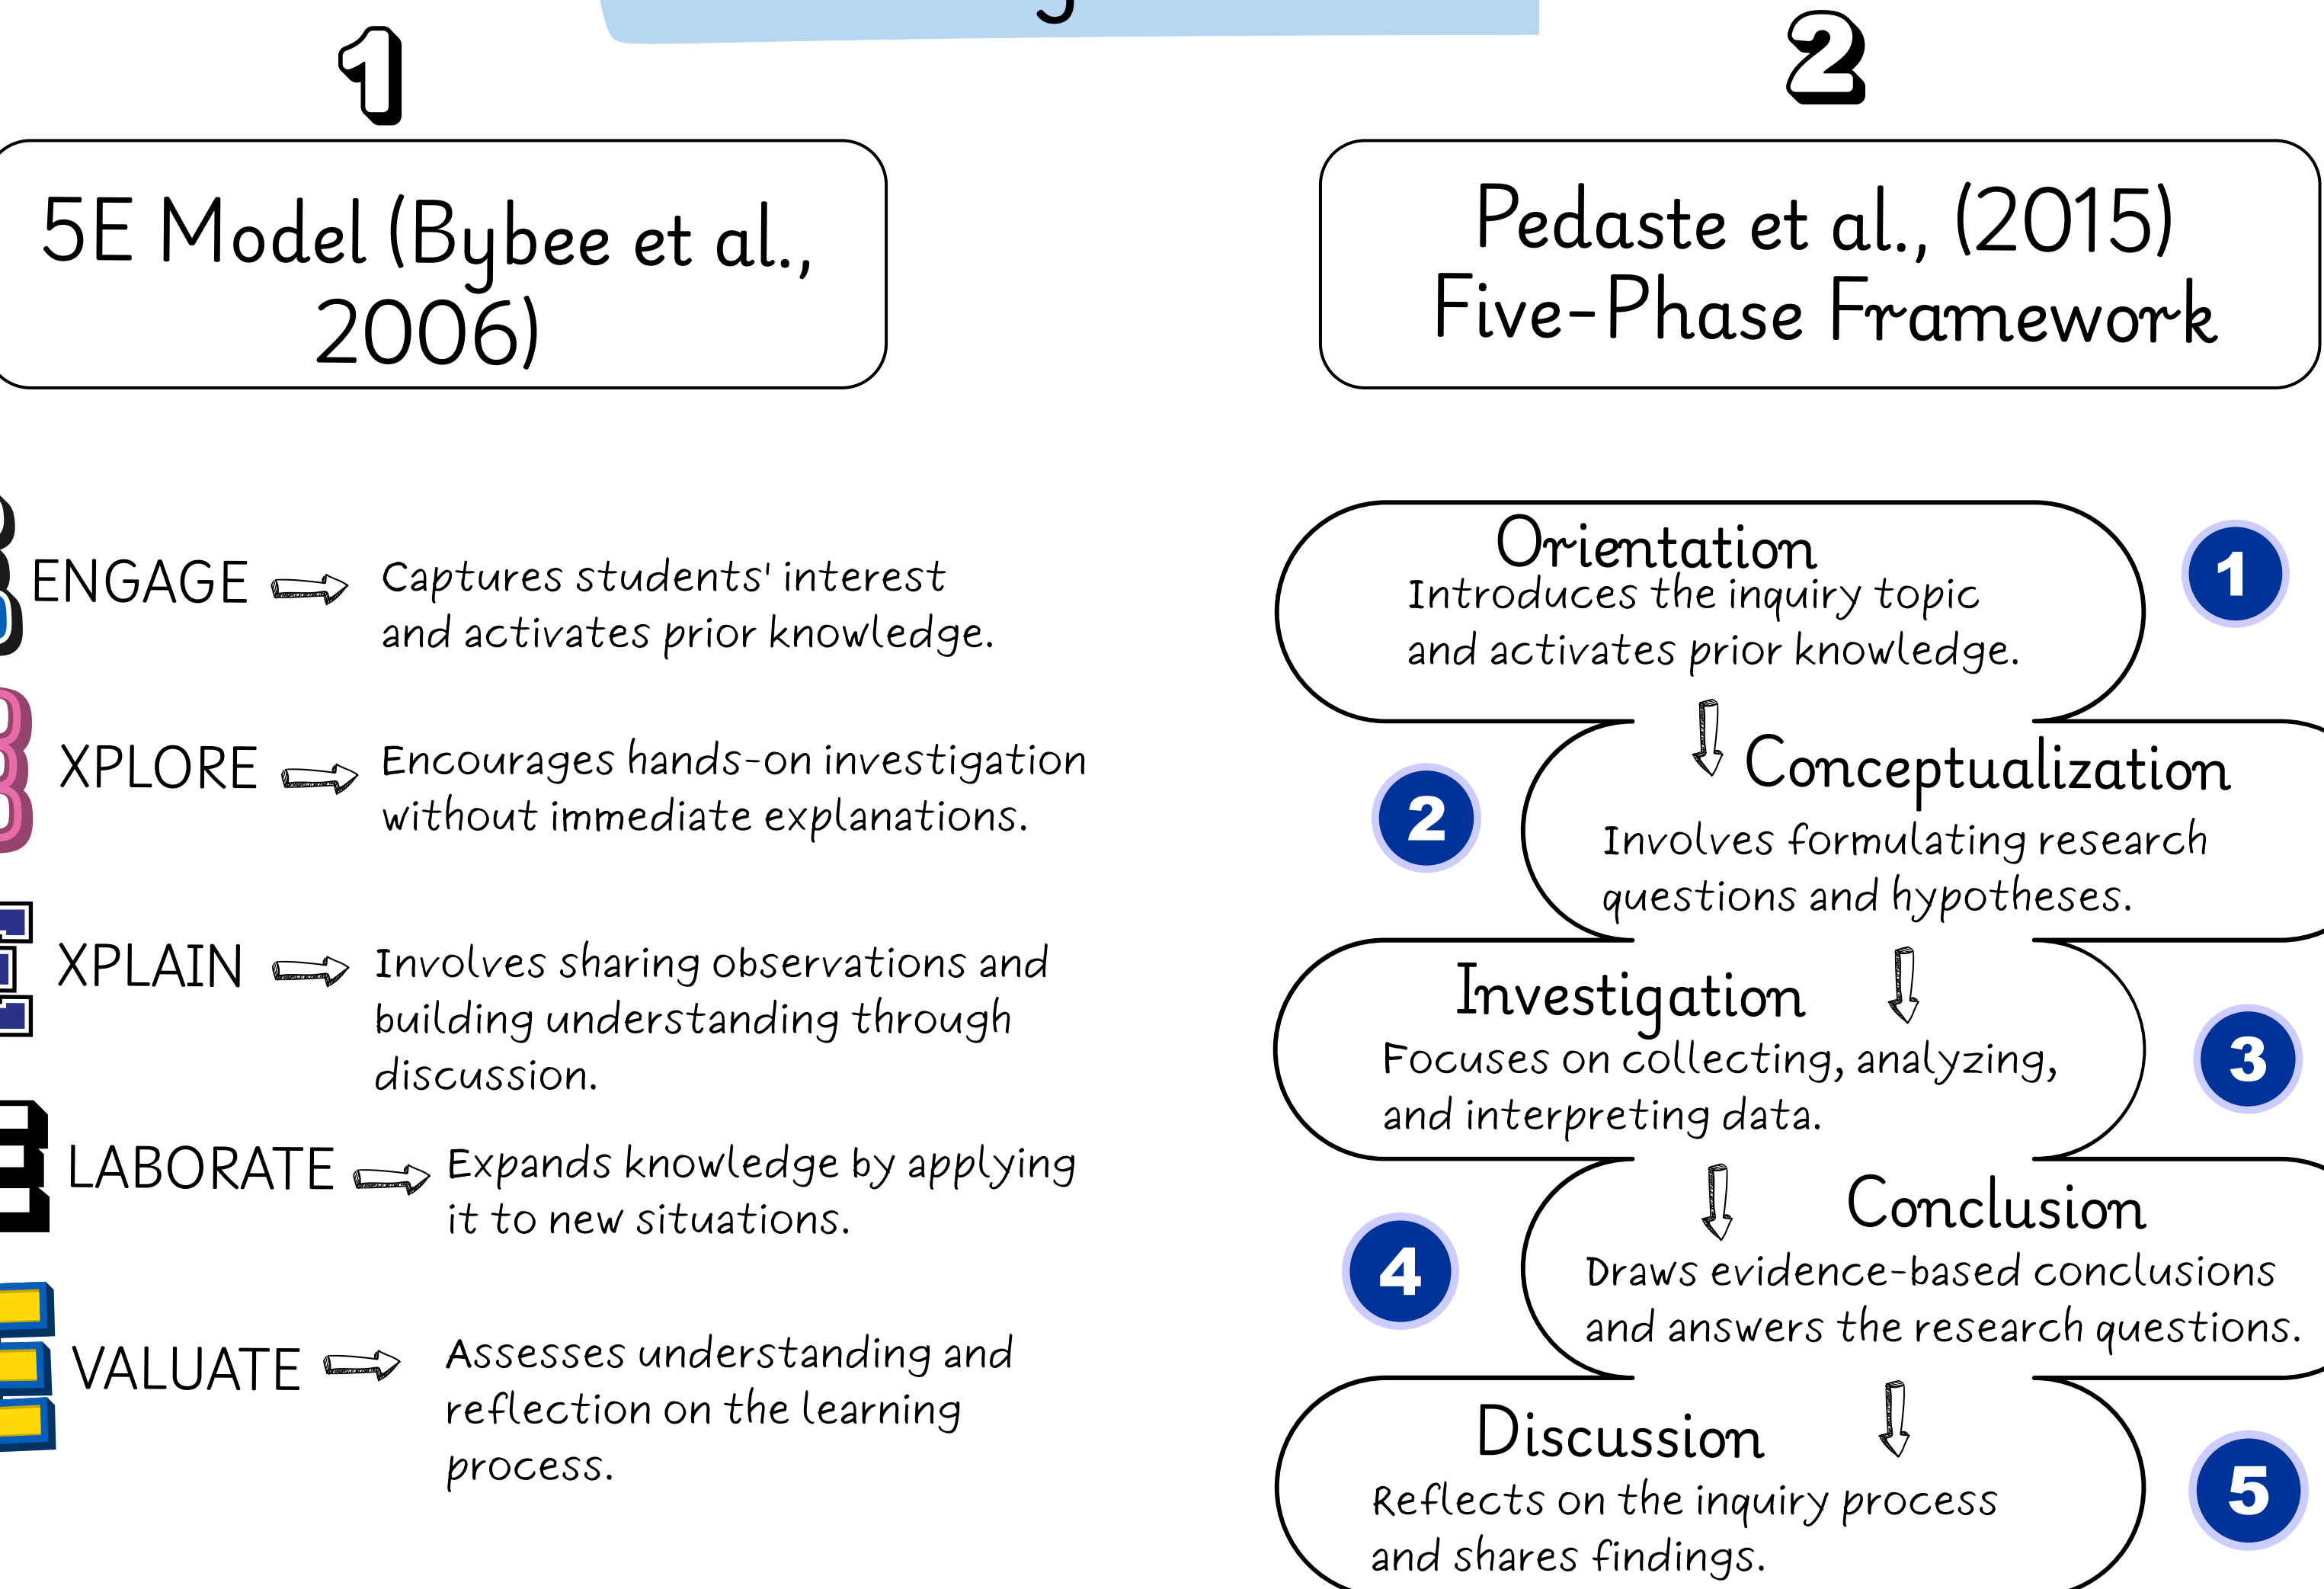 1
5E Model (Bybee et al.,
2006)
ENGAGE
Captures students' interest
and activates prior knowledge.
XPLORE
Encourages hands-on investigation
without immediate explanations.
EXPLAIN
Involves sharing observations and
building understanding through
discussion.
ELABORATE
Expands knowledge by applying
it to new situations.
EVALUATE
Assesses understanding and
reflection on the learning
process.
2
Pedaste et al., (2015)
Five-Phase Framework
Orientation
Introduces the inquiry topic
and activates prior knowledge.
1
Conceptualization
2
Involves formulating research
questions and hypotheses.
Investigation
Focuses on collecting, analyzing,
and interpreting data.
3
Conclusion
4
Draws evidence-based conclusions
and answers the research questions.
Discussion
Reflects on the inquiry process
and shares findings.
5